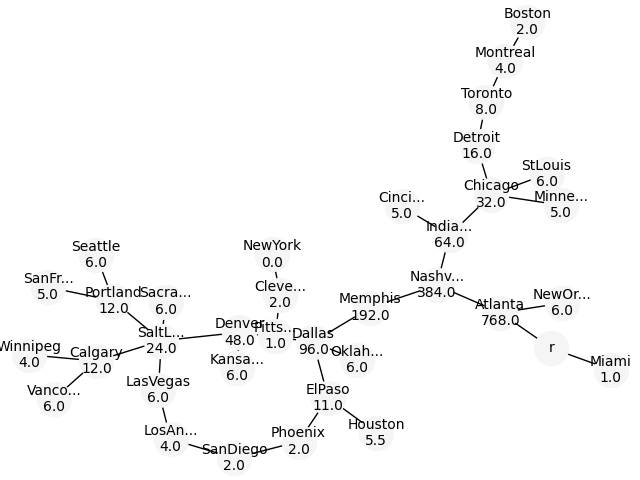 Boston
2.0
Montreal
4.0
Toronto
8.0
Detroit
16.0
StLouis
6.0
Chicago
32.0
Minne...
5.0
Cinci...
5.0
India...
64.0
Seattle
6.0
NewYork
0.0
SanFr...
5.0
Portland
12.0
Sacra...
6.0
Cleve...
2.0
Nashv...
384.0
Memphis
192.0
Atlanta
768.0
NewOr...
6.0
SaltL...
24.0
Denver
48.0
Pitts...
1.0
Dallas
96.0
Winnipeg
4.0
Calgary
12.0
Kansa...
6.0
Oklah...
6.0
r
Miami
1.0
Vanco...
6.0
LasVegas
6.0
ElPaso
11.0
LosAn...
4.0
SanDiego
2.0
Phoenix
2.0
Houston
5.5